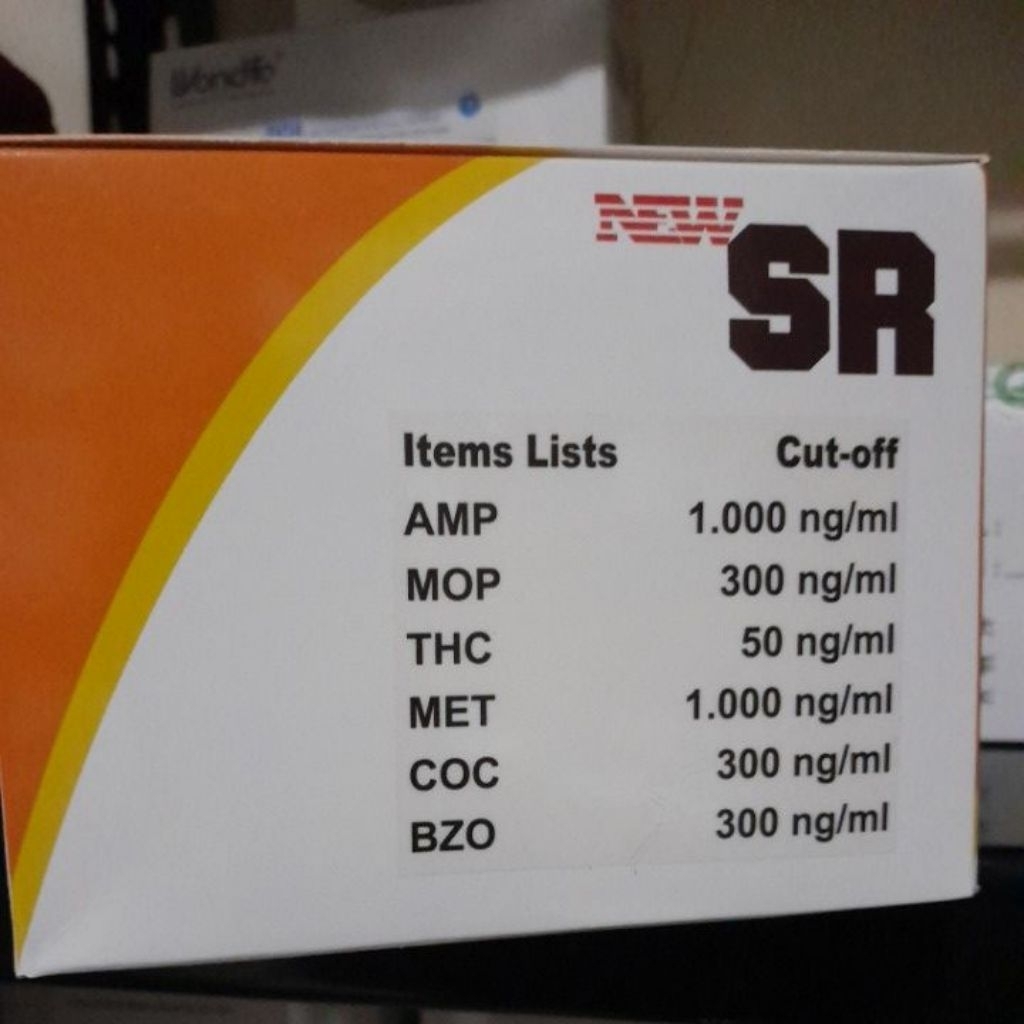 Wondfo
NEW
SR
Items Lists Cut-off
AMP 1.000 ng/ml
MOP 300 ng/ml
THC 50 ng/ml
MET 1.000 ng/ml
COC 300 ng/ml
BZO 300 ng/ml